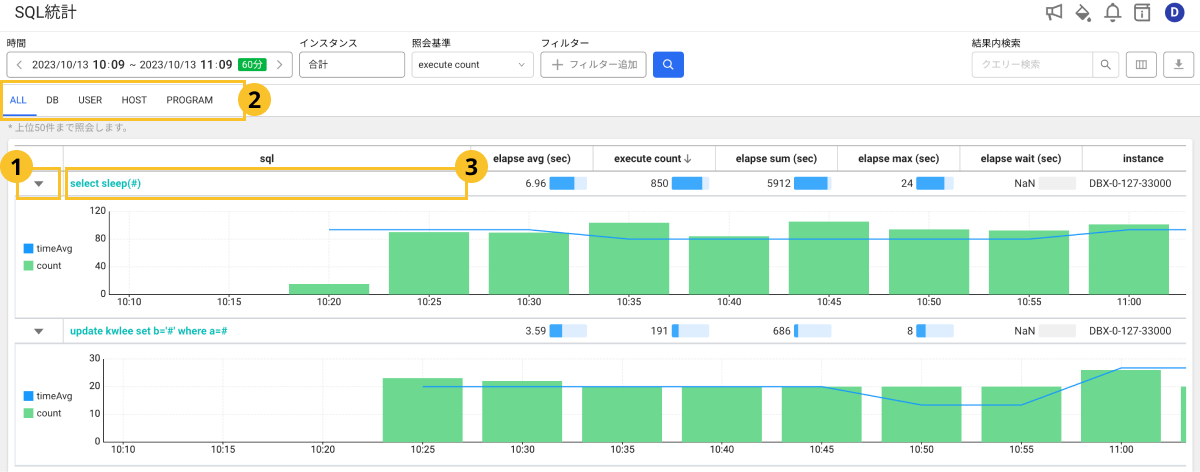 SQL統計
D
時間 インスタンス 照会基準 フィルター 結果内検索
2023/10/13 10:09 ~ 2023/10/13 11:09 60分 合計 execute count フィルター追加 クエリー検索
ALL DB USER HOST PROGRAM 2
* 上位50件まで照会します。
1 sql 3 elapse avg (sec) execute count elapse sum (sec) elapse max (sec) elapse wait (sec) instance
select sleep(#) 6.96 850 5912 24 NaN DBX-0-127-33000
120
80
40
0
timeAvg
count
10:10 10:15 10:20 10:25 10:30 10:35 10:40 10:45 10:50 10:55 11:00
update kwlee set b='#' where a=# 3.59 191 686 8 NaN DBX-0-127-33000
30
20
10
0
timeAvg
count
10:10 10:15 10:20 10:25 10:30 10:35 10:40 10:45 10:50 10:55 11:00